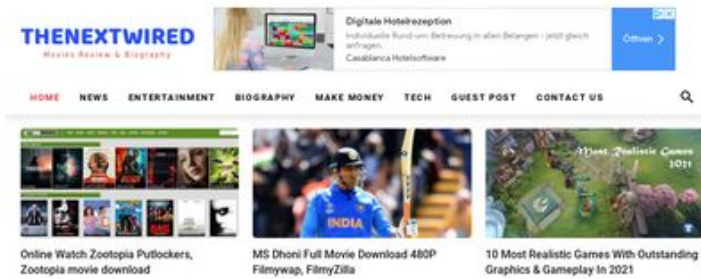 THENEXTWIRED
Movies Review & Biography
Digitale Hotelrezeption
Individuelle Rund-um-Betreuung in allen Belangen - jetzt gleich
anfragen.
Casablanca Hotelsoftware
Öffnen
HOME NEWS ENTERTAINMENT BIOGRAPHY MAKE MONEY TECH GUEST POST CONTACT US
INDIA
Most Realistic Games
2021
Online Watch Zootopia Putlockers,
Zootopia movie download
MS Dhoni Full Movie Download 480P
Filmywap, FilmyZilla
10 Most Realistic Games With Outstanding
Graphics & Gameplay In 2021